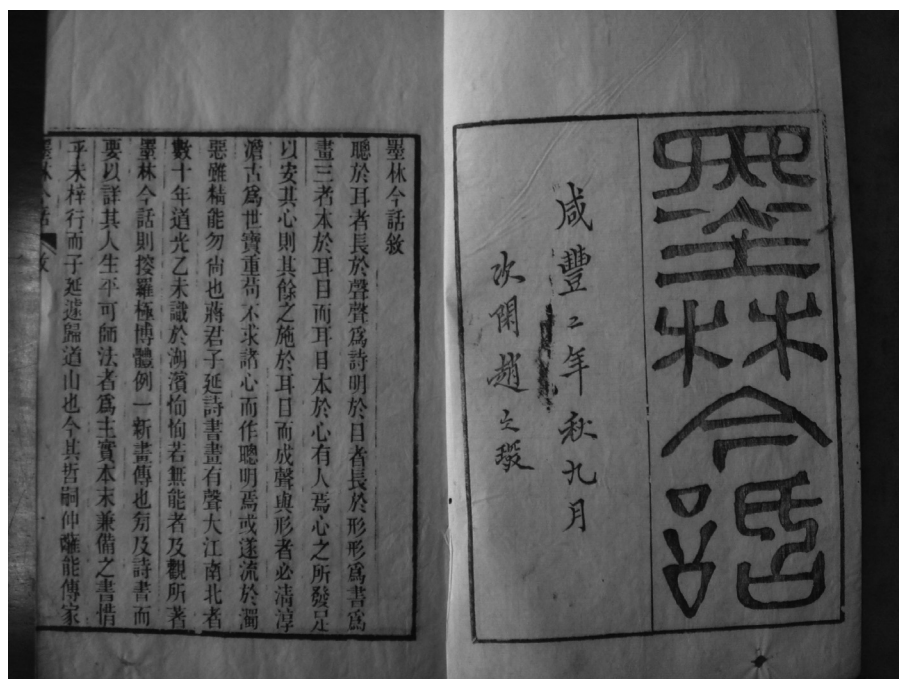 墨林今話
咸豐二年秋九月
次閑趙之琛
墨林今話敘
聰於耳者長於聲聲爲詩明於目者長於形形爲書爲
畫三者本於耳目而耳目本於心有人焉心之所發足
以安其心則其餘之施於耳目而成聲與形者必清淳
澹古爲世寶重苟不求諸心而作聰明焉或遂流於濁
惡雖精能勿尙也蔣君子延詩書畫有聲大江南北者
數十年道光乙未識於湖濱恂恂若無能者及觀所著
墨林今話則搜羅極博體例一新畫傳也旁及詩書而
要以詳其人生平可師法者爲主實本末兼備之書惜
乎未梓行而子延遽歸道山也今其哲嗣仲籬能傳家
墨林今話 敘 一